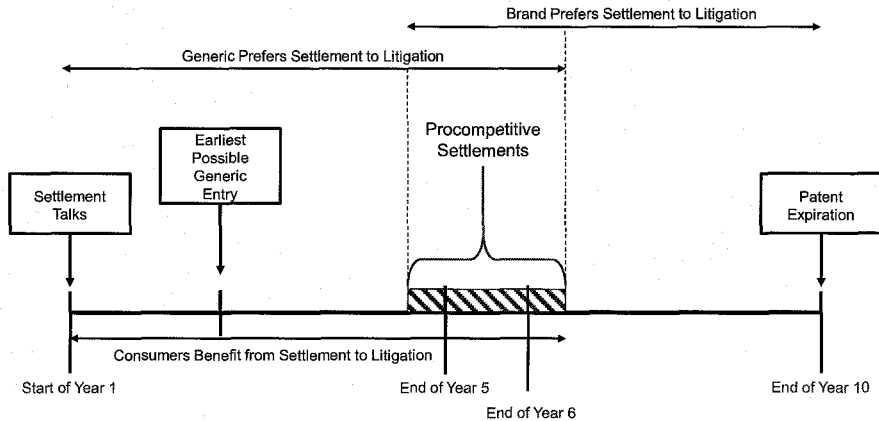 Brand Prefers Settlement to Litigation
Generic Prefers Settlement to Litigation
Earliest
Possible
Generic
Entry
Procompetitive
Settlements
Settlement
Talks
Patent
Expiration
Consumers Benefit from Settlement to Litigation
Start of Year 1
End of Year 5
End of Year 10
End of Year 6